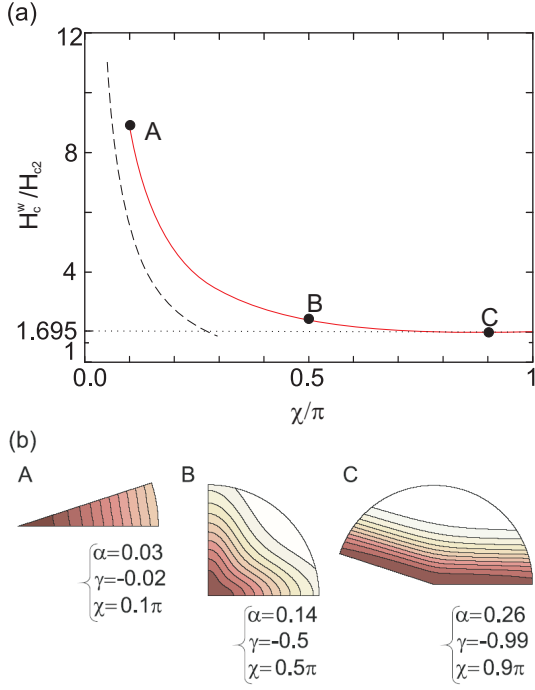 (a)
12
8
4
1.695
1
H_c^w/H_c2
A
B
C
0.0
0.5
1
χ/π
(b)
A
B
C
α=0.03
γ=-0.02
χ=0.1π
α=0.14
γ=-0.5
χ=0.5π
α=0.26
γ=-0.99
χ=0.9π